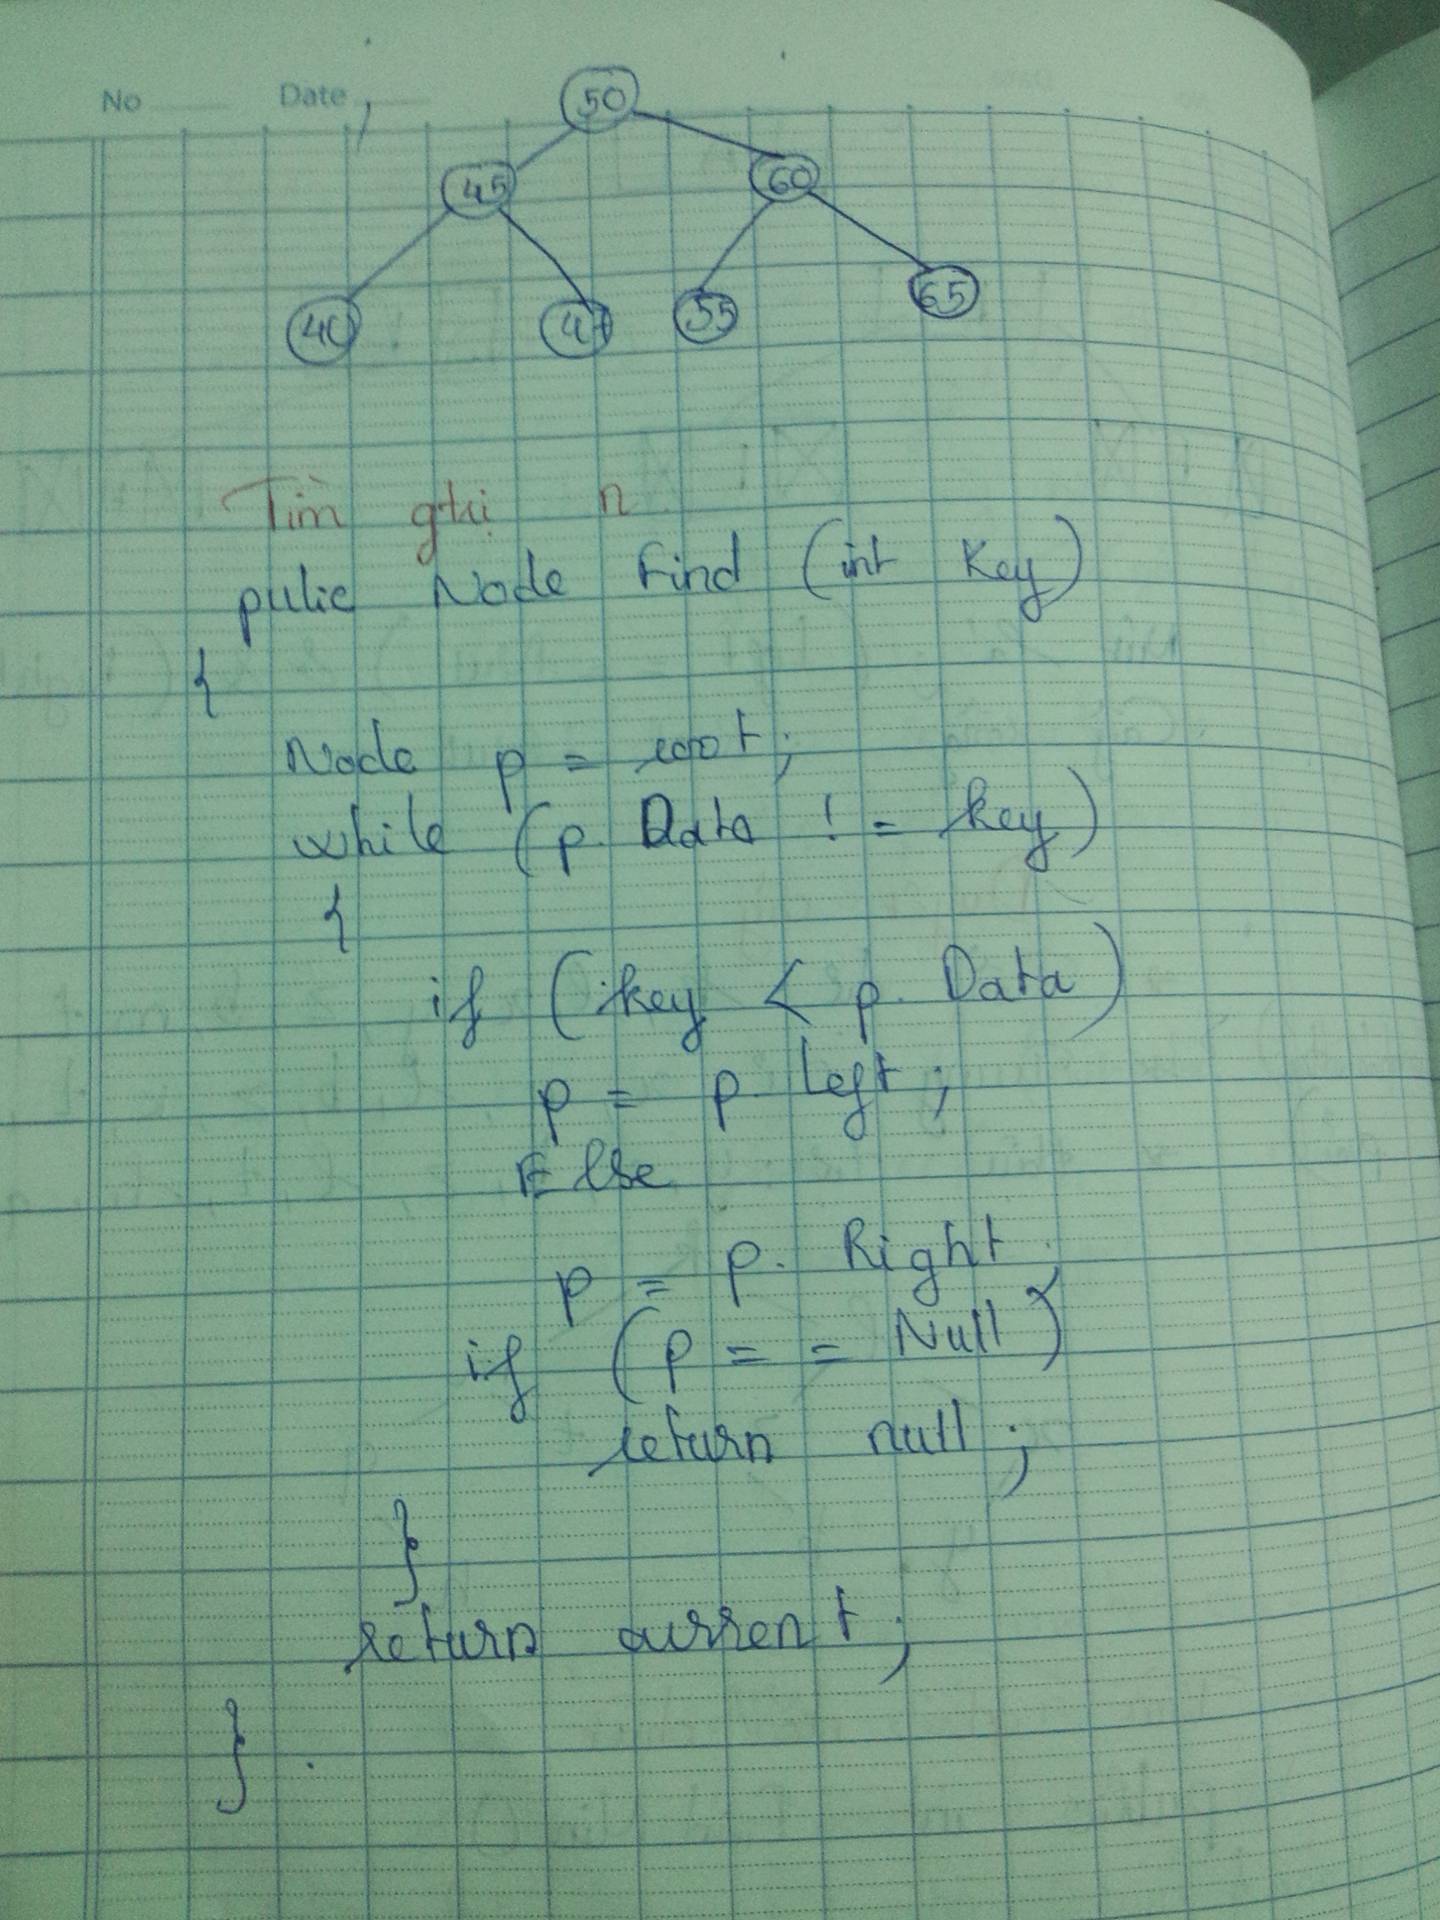 No Date
50
45 60
40 47 55 65
Tìm gtri n
pulic Node Find (int Key)
{
Node p = root;
while (p. Data ! = key)
{
if (key < p. Data)
p = p. Left;
Else
p = p. Right
if (p = = Null)
return null;
}
return current;
}.